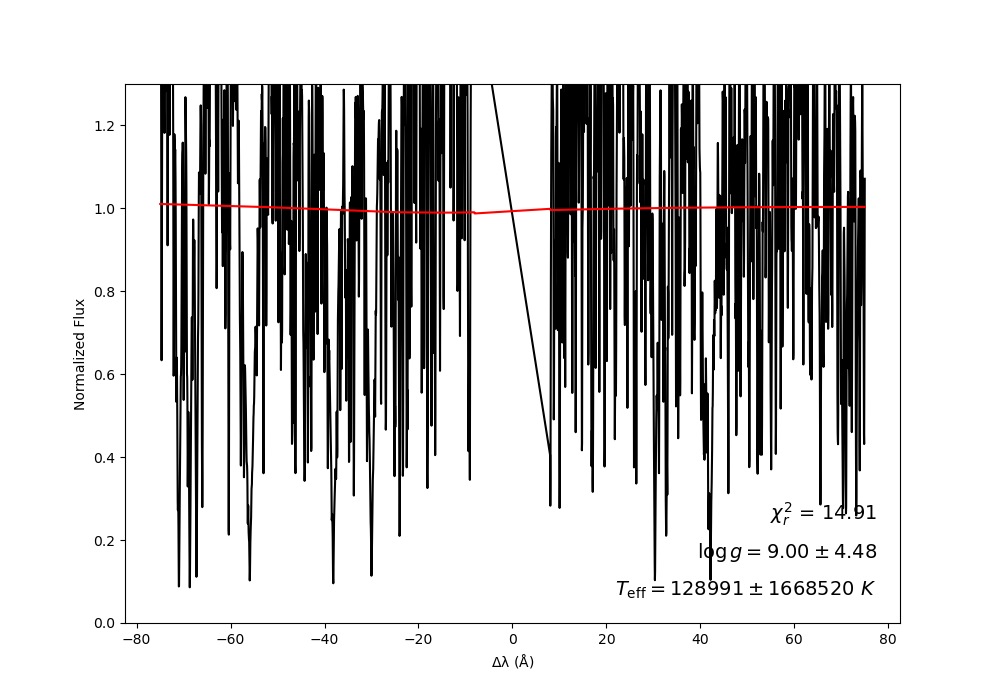 Normalized Flux
1.2
1.0
0.8
0.6
0.4
0.2
0.0
χ²ᵣ = 14.91
log g = 9.00 ± 4.48
T_eff = 128991 ± 1668520 K
−80 −60 −40 −20 0 20 40 60 80
Δλ (Å)